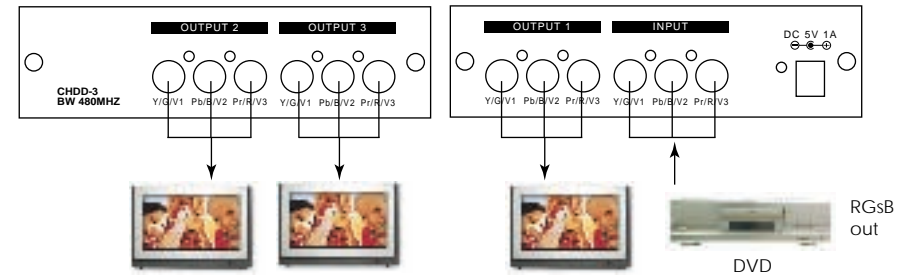 OUTPUT 2
OUTPUT 3
CHDD-3
BW 480MHZ
Y/G/V1 Pb/B/V2 Pr/R/V3
Y/G/V1 Pb/B/V2 Pr/R/V3
OUTPUT 1
INPUT
DC 5V 1A
Y/G/V1 Pb/B/V2 Pr/R/V3
Y/G/V1 Pb/B/V2 Pr/R/V3
RGsB
out
DVD